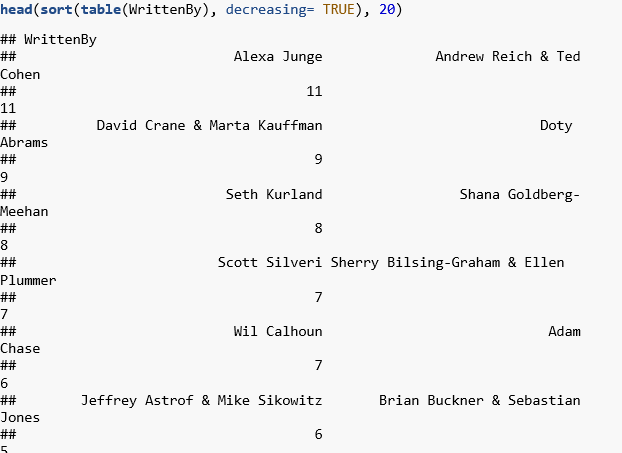 head(sort(table(WrittenBy), decreasing= TRUE), 20)
## WrittenBy
## Alexa Junge Andrew Reich & Ted
Cohen
## 11
11
## David Crane & Marta Kauffman Doty
Abrams
## 9
9
## Seth Kurland Shana Goldberg-
Meehan
## 8
8
## Scott Silveri Sherry Bilsing-Graham & Ellen
Plummer
## 7
7
## Wil Calhoun Adam
Chase
## 7
6
## Jeffrey Astrof & Mike Sikowitz Brian Buckner & Sebastian
Jones
## 6
5